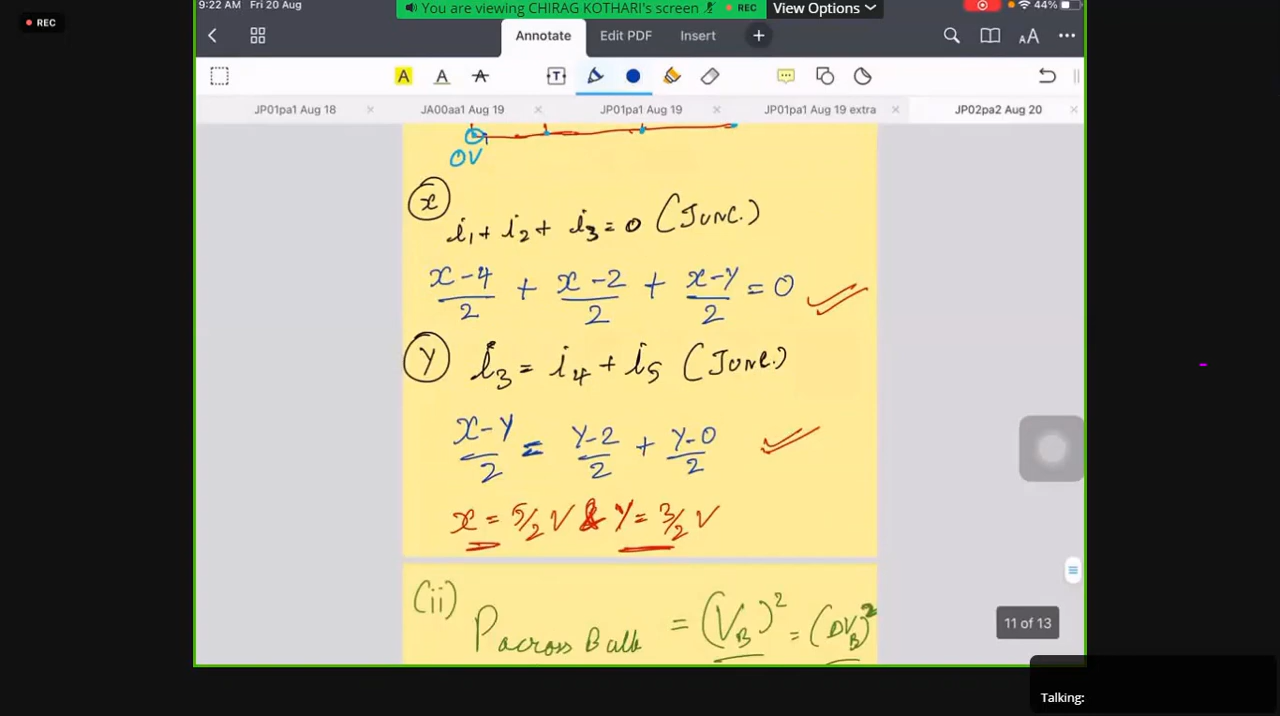 9:22 AM Fri 20 Aug
You are viewing CHIRAG KOTHARI's screen
REC
View Options
44%
REC
Annotate
Edit PDF
Insert
JP01pa1 Aug 18
JA00aa1 Aug 19
JP01pa1 Aug 19
JP01pa1 Aug 19 extra
JP02pa2 Aug 20
0V
x
i₁ + i₂ + i₃ = 0 (Junc.)
x-4/2 + x-2/2 + x-y/2 = 0
y
i₃ = i₄ + i₅ (Junc.)
x-y/2 = y-2/2 + y-0/2
x = 5/2 V & y = 3/2 V
(ii)
P across Bulb = (V_B)² = (DV_B)²
11 of 13
Talking: